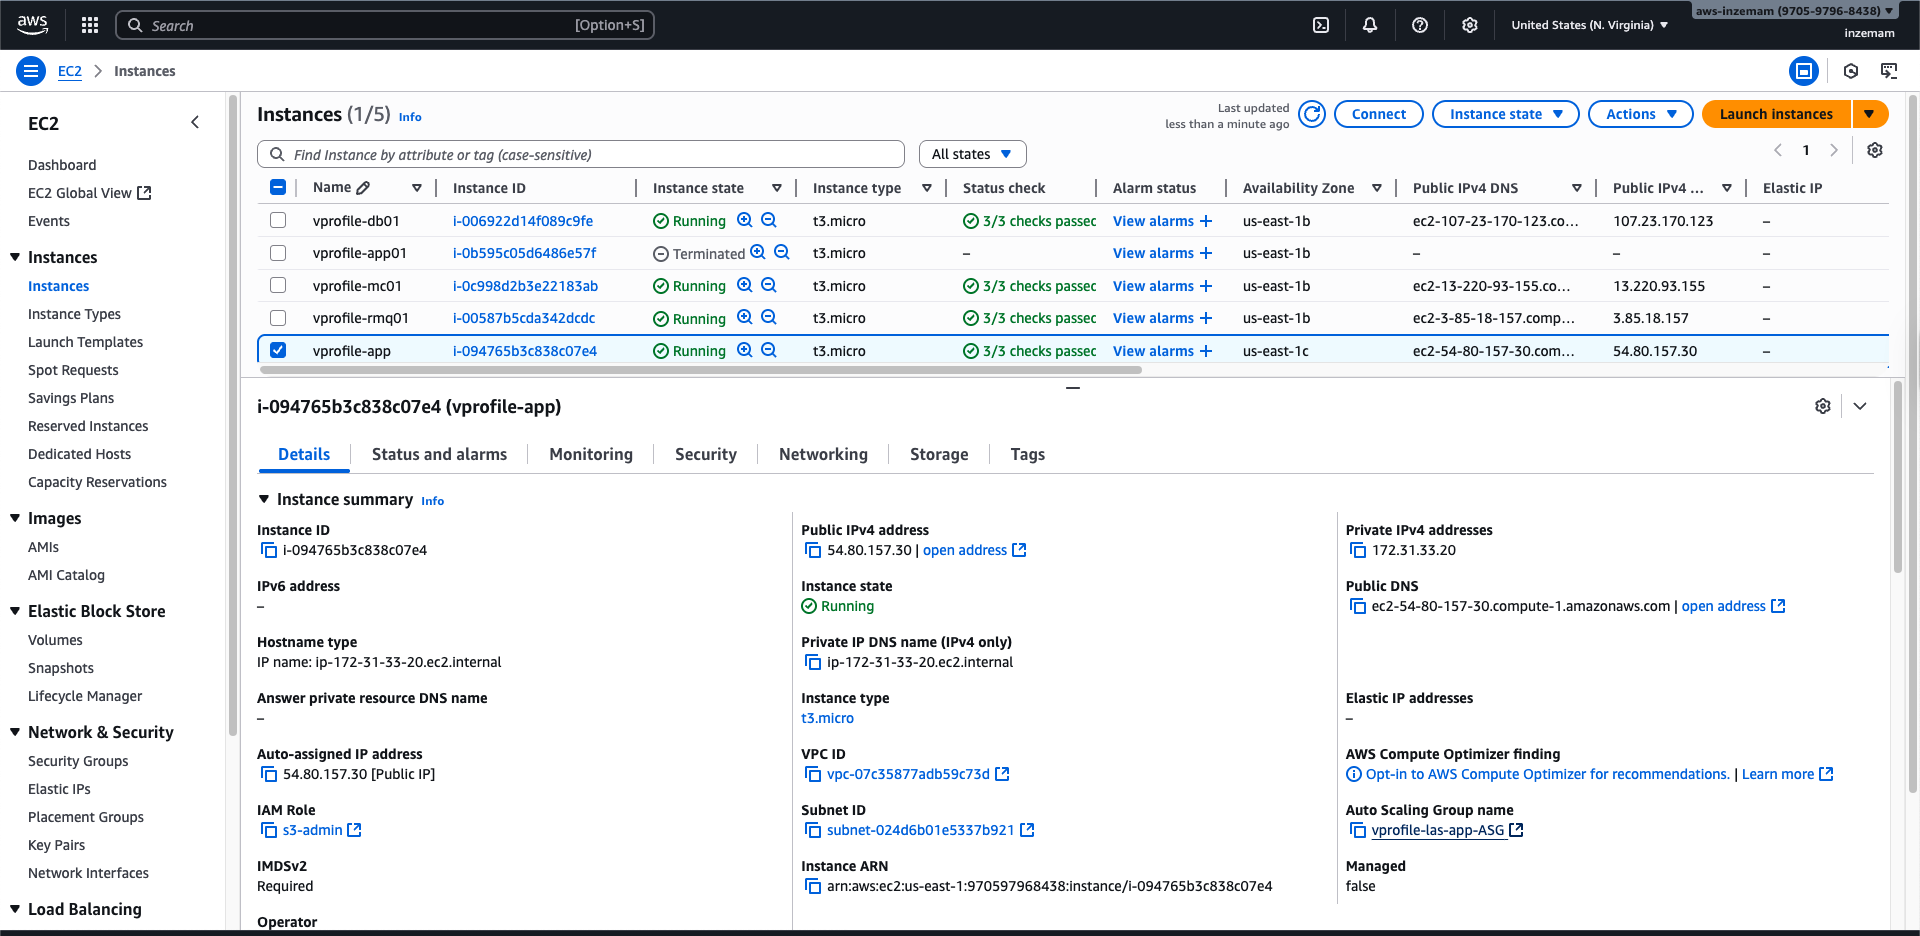 aws
Search [Option+S]
United States (N. Virginia)
aws-inzemam (9705-9796-8438)
inzemam
EC2 Instances
EC2
Dashboard
EC2 Global View
Events
Instances
Instances
Instance Types
Launch Templates
Spot Requests
Savings Plans
Reserved Instances
Dedicated Hosts
Capacity Reservations
Images
AMIs
AMI Catalog
Elastic Block Store
Volumes
Snapshots
Lifecycle Manager
Network & Security
Security Groups
Elastic IPs
Placement Groups
Key Pairs
Network Interfaces
Load Balancing
Instances (1/5) Info
Last updated
less than a minute ago
Connect Instance state Actions Launch instances
Find Instance by attribute or tag (case-sensitive) All states 1
Name Instance ID Instance state Instance type Status check Alarm status Availability Zone Public IPv4 DNS Public IPv4 ... Elastic IP
vprofile-db01 i-006922d14f089c9fe Running t3.micro 3/3 checks passec View alarms + us-east-1b ec2-107-23-170-123.co... 107.23.170.123 –
vprofile-app01 i-0b595c05d6486e57f Terminated t3.micro – View alarms + us-east-1b – – –
vprofile-mc01 i-0c998d2b3e22183ab Running t3.micro 3/3 checks passec View alarms + us-east-1b ec2-13-220-93-155.co... 13.220.93.155 –
vprofile-rmq01 i-00587b5cda342dcdc Running t3.micro 3/3 checks passec View alarms + us-east-1b ec2-3-85-18-157.comp... 3.85.18.157 –
vprofile-app i-094765b3c838c07e4 Running t3.micro 3/3 checks passec View alarms + us-east-1c ec2-54-80-157-30.com... 54.80.157.30 –
i-094765b3c838c07e4 (vprofile-app)
Details Status and alarms Monitoring Security Networking Storage Tags
Instance summary Info
Instance ID
i-094765b3c838c07e4
IPv6 address
–
Hostname type
IP name: ip-172-31-33-20.ec2.internal
Answer private resource DNS name
–
Auto-assigned IP address
54.80.157.30 [Public IP]
IAM Role
s3-admin
IMDSv2
Required
Operator
Public IPv4 address
54.80.157.30 | open address
Instance state
Running
Private IP DNS name (IPv4 only)
ip-172-31-33-20.ec2.internal
Instance type
t3.micro
VPC ID
vpc-07c35877adb59c73d
Subnet ID
subnet-024d6b01e5337b921
Instance ARN
arn:aws:ec2:us-east-1:970597968438:instance/i-094765b3c838c07e4
Private IPv4 addresses
172.31.33.20
Public DNS
ec2-54-80-157-30.compute-1.amazonaws.com | open address
Elastic IP addresses
–
AWS Compute Optimizer finding
Opt-in to AWS Compute Optimizer for recommendations. | Learn more
Auto Scaling Group name
vprofile-las-app-ASG
Managed
false